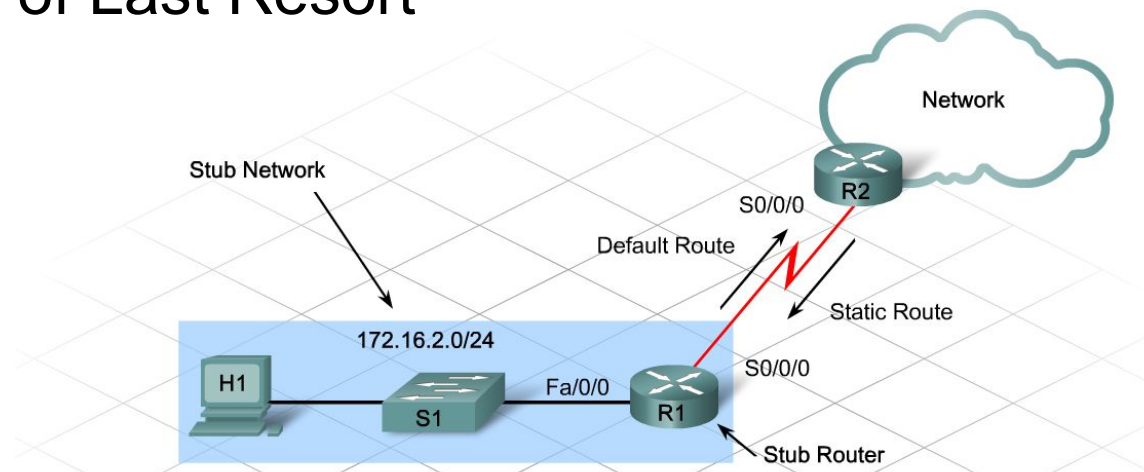 of Last Resort
Network
Stub Network
R2
S0/0/0
Default Route
Static Route
172.16.2.0/24
S0/0/0
H1
Fa/0/0
S1
R1
Stub Router